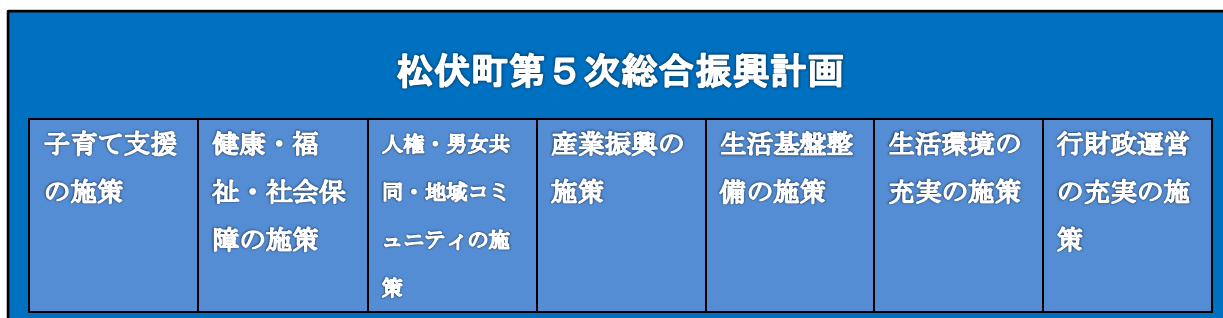 松伏町第５次総合振興計画
子育て支援
の施策
健康・福
祉・社会保
障の施策
人権・男女共
同・地域コミ
ュニティの施
策
産業振興の
施策
生活基盤整
備の施策
生活環境の
充実の施策
行財政運営
の充実の施
策